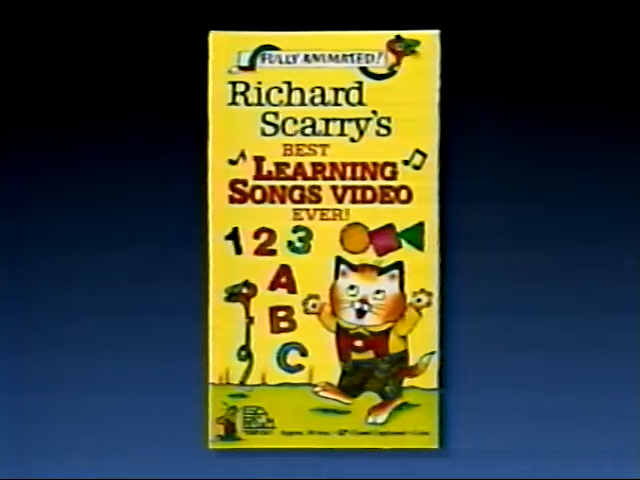 FULLY ANIMATED!
Richard
Scarry's
BEST
LEARNING
SONGS VIDEO
EVER!
1 2 3
A
B
C